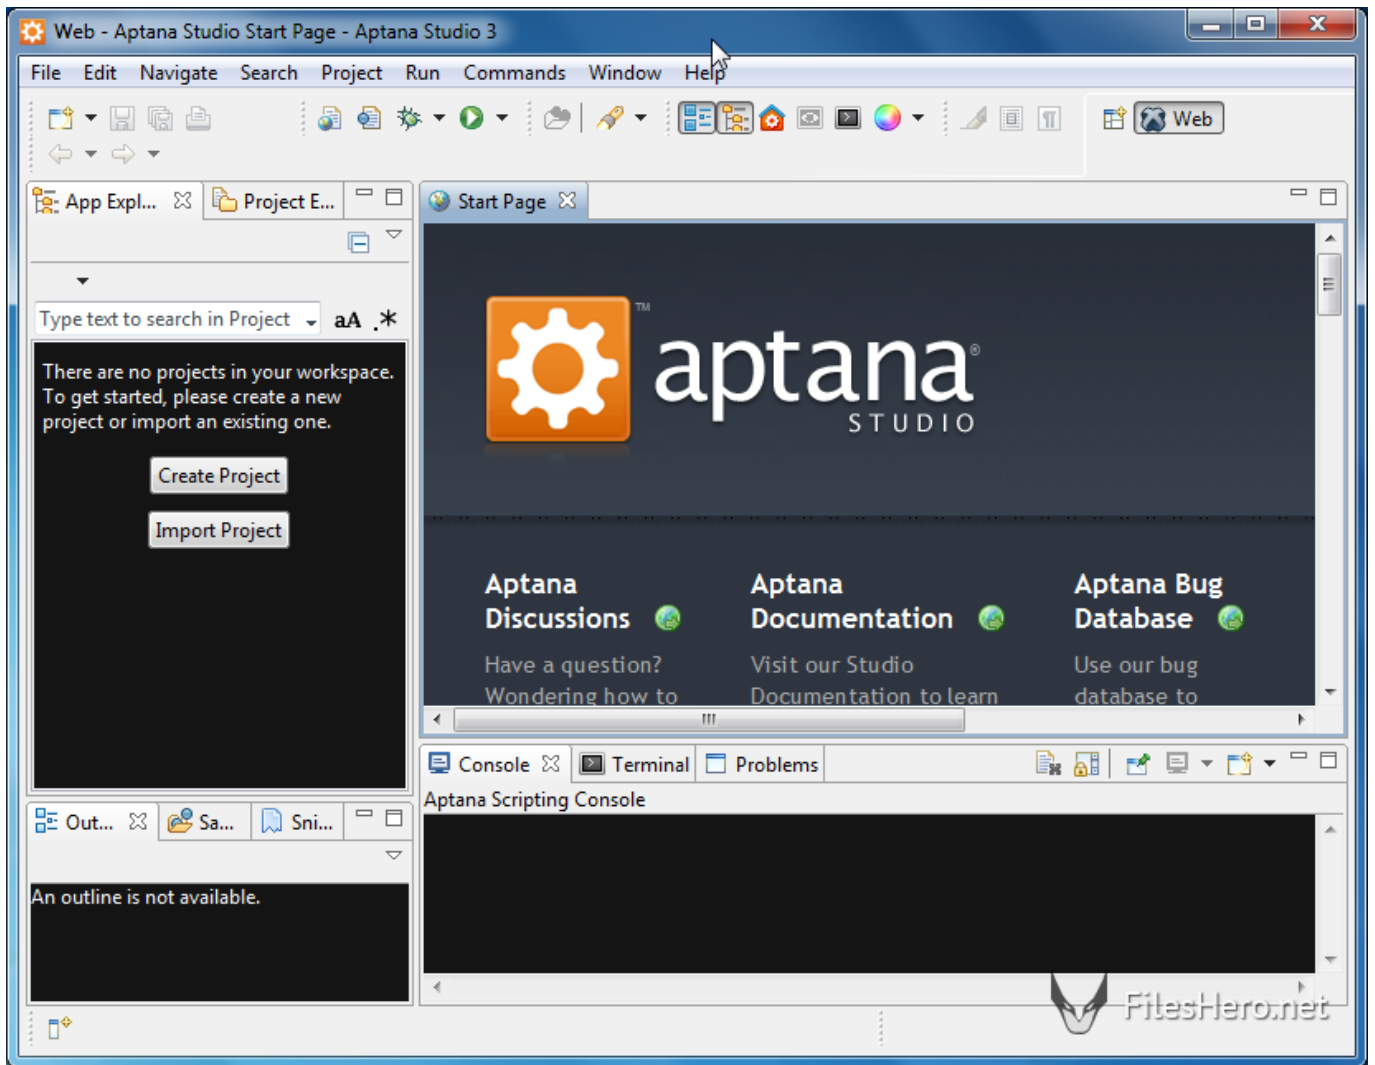 Web - Aptana Studio Start Page - Aptana Studio 3
File Edit Navigate Search Project Run Commands Window Help
Web
App Expl...
Project E...
Start Page
Type text to search in Project
aA .*
There are no projects in your workspace.
To get started, please create a new
project or import an existing one.
Create Project
Import Project
TM
aptana®
STUDIO
Aptana
Discussions
Have a question?
Wondering how to
Aptana
Documentation
Visit our Studio
Documentation to learn
Aptana Bug
Database
Use our bug
database to
Console
Terminal
Problems
Aptana Scripting Console
Out...
Sa...
Sni...
An outline is not available.
FilesHero.net